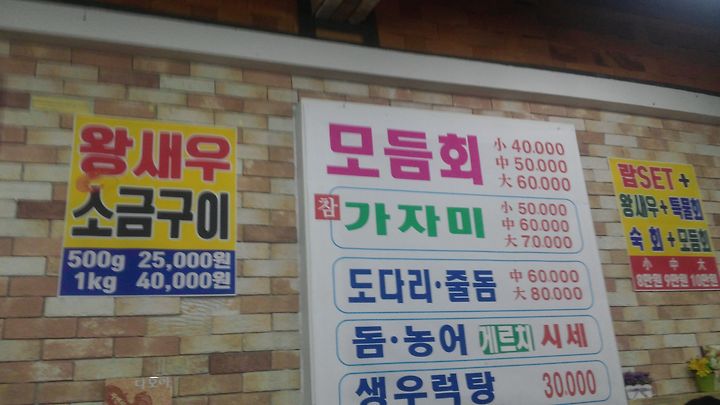 왕새우
소금구이
500g 25,000원
1kg 40,000원
모듬회
小 40.000
中 50.000
大 60.000
참 가자미
小 50.000
中 60.000
大 70.000
도다리·줄돔
中 60.000
大 80.000
돔·농어 게르치 시세
생우럭탕 30.000
랍SET+
왕새우+특물회
숙회+모듬회
小 中 大
8만원 9만원 10만원